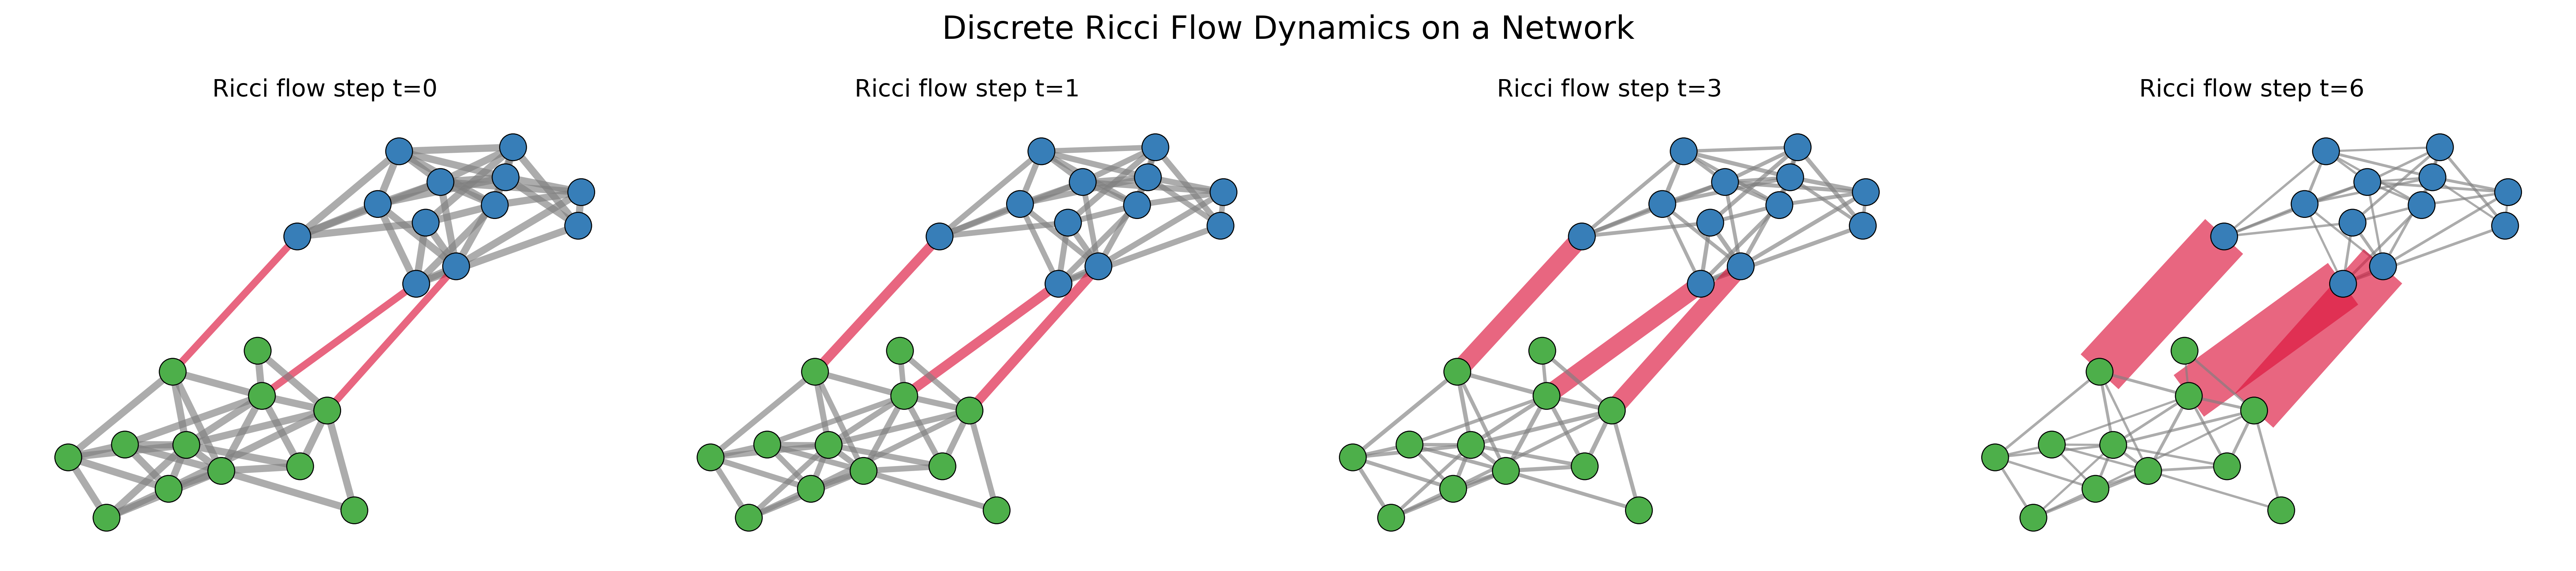 Discrete Ricci Flow Dynamics on a Network
Ricci flow step t=0
Ricci flow step t=1
Ricci flow step t=3
Ricci flow step t=6